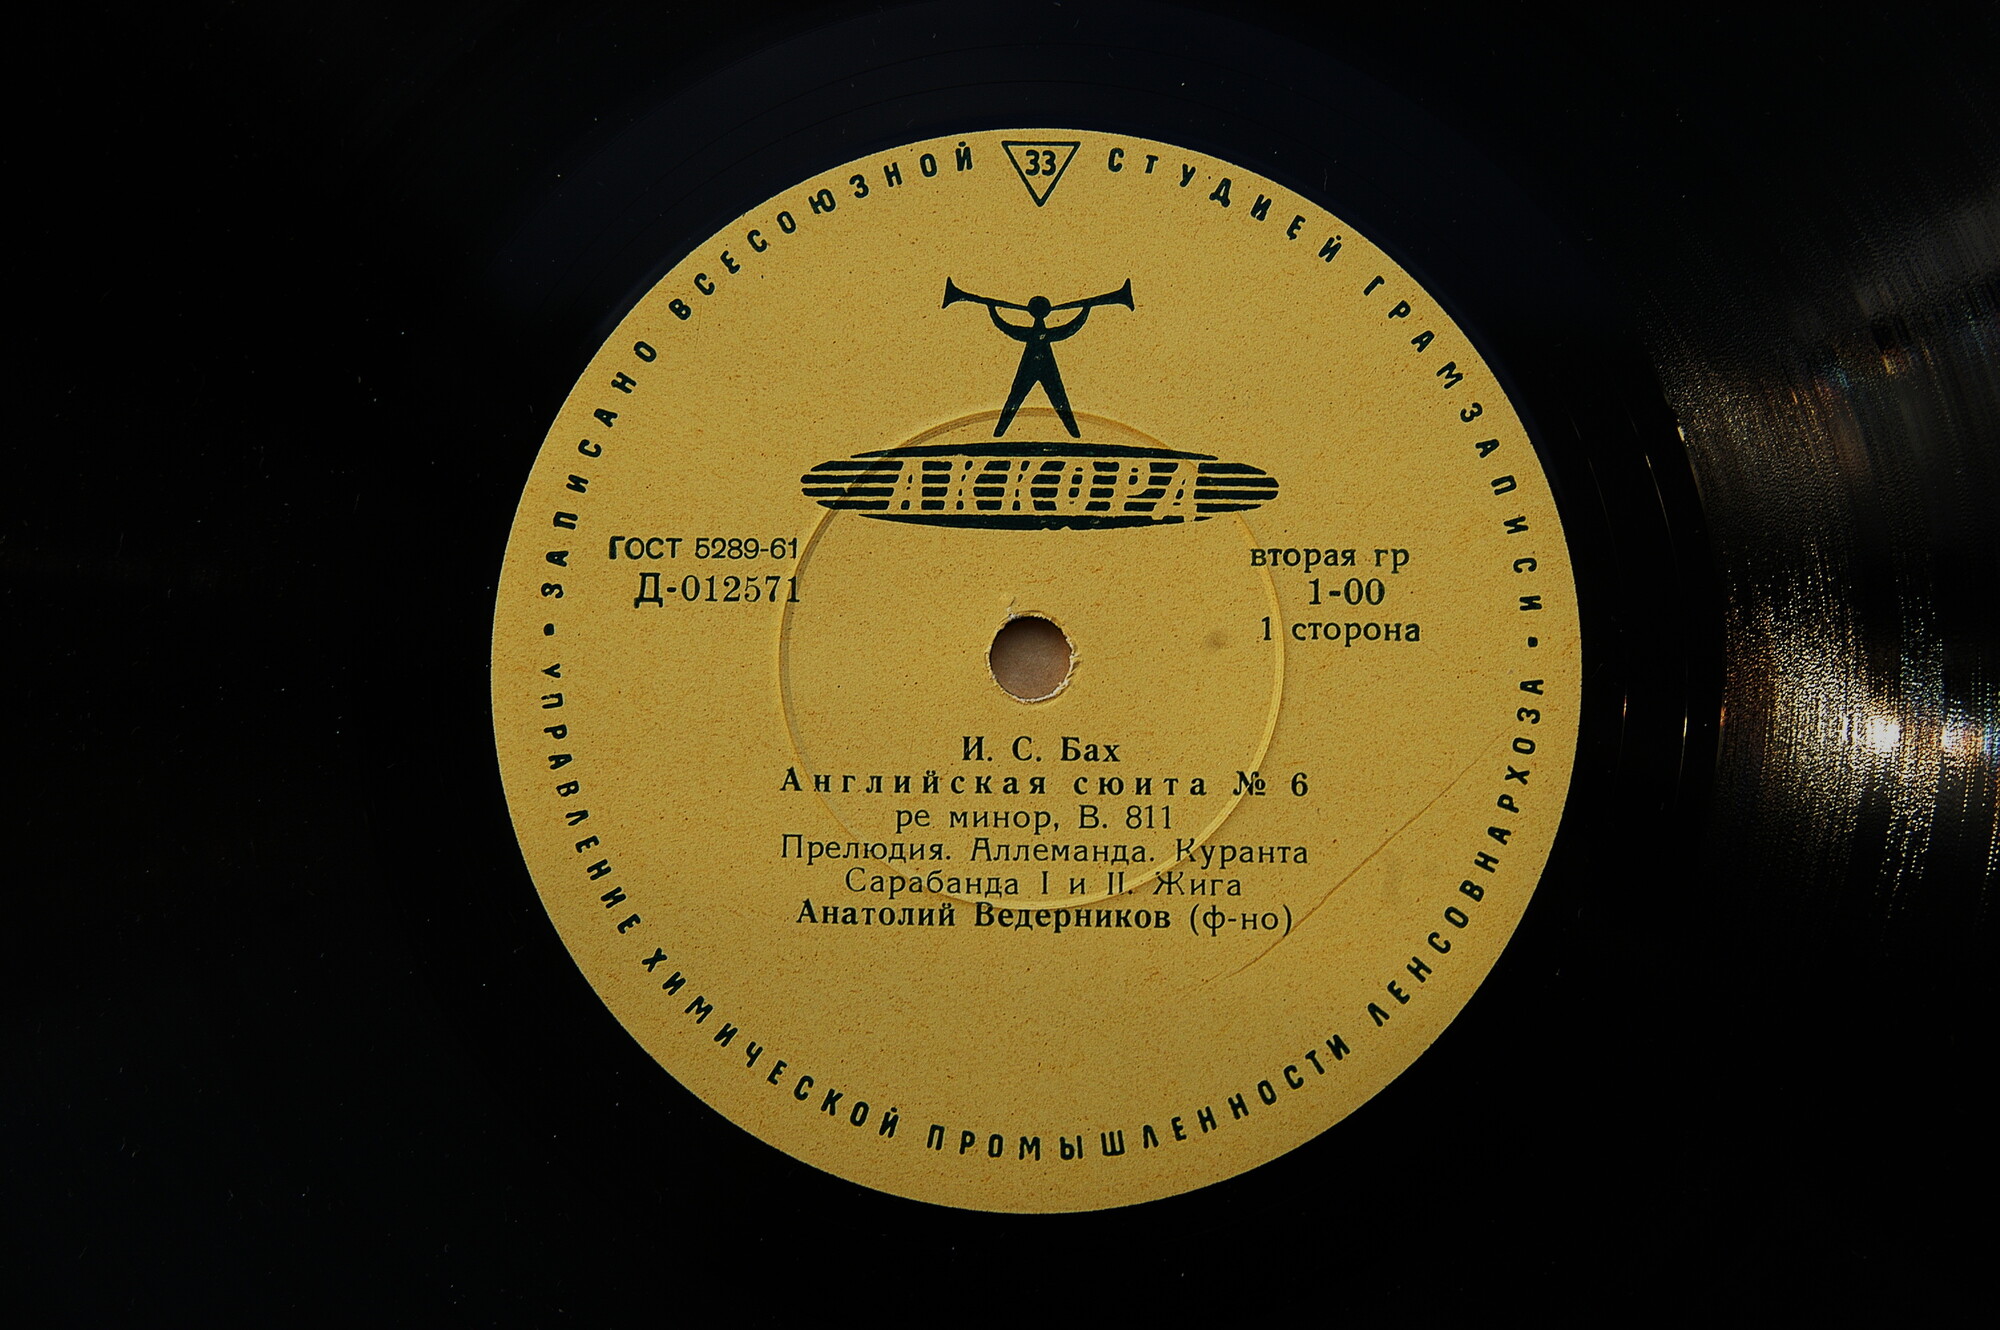 ЗАПИСАНО ВСЕСОЮЗНОЙ 33 СТУДИЕЙ ГРАМЗАПИСИ •
АККОРД
ГОСТ 5289-61
Д-012571
вторая гр
1-00
1 сторона
И. С. Бах
Английская сюита № 6
ре минор, В. 811
Прелюдия. Аллеманда. Куранта
Сарабанда I и II. Жига
Анатолий Ведерников (ф-но)
УПРАВЛЕНИЕ ХИМИЧЕСКОЙ ПРОМЫШЛЕННОСТИ ЛЕНСОВНАРХОЗА •